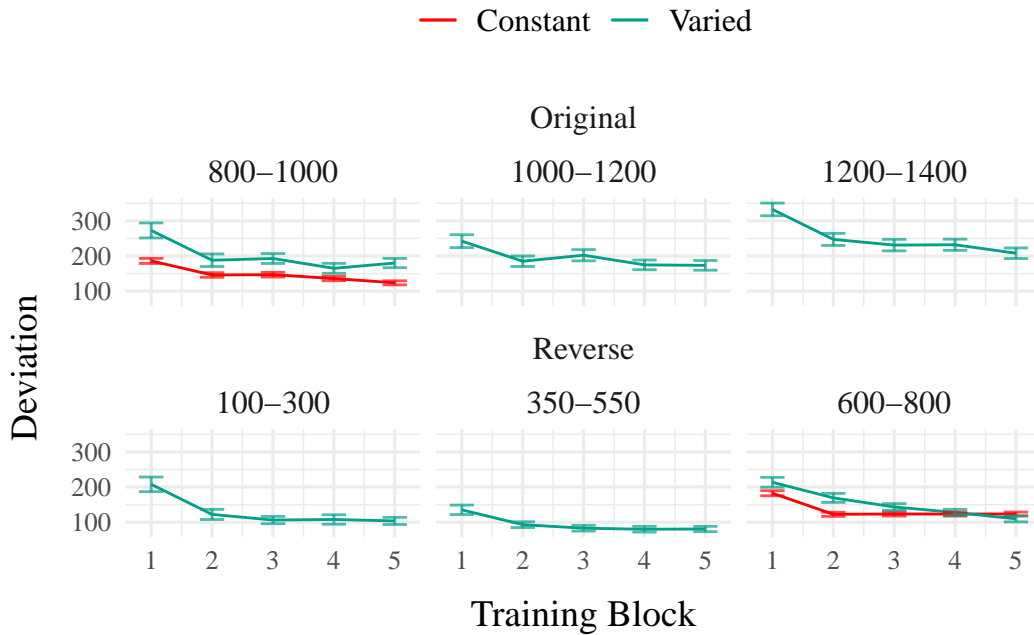 Constant Varied
Original
800–1000 1000–1200 1200–1400
300
200
100
Deviation
Reverse
100–300 350–550 600–800
300
200
100
1 2 3 4 5 1 2 3 4 5 1 2 3 4 5
Training Block